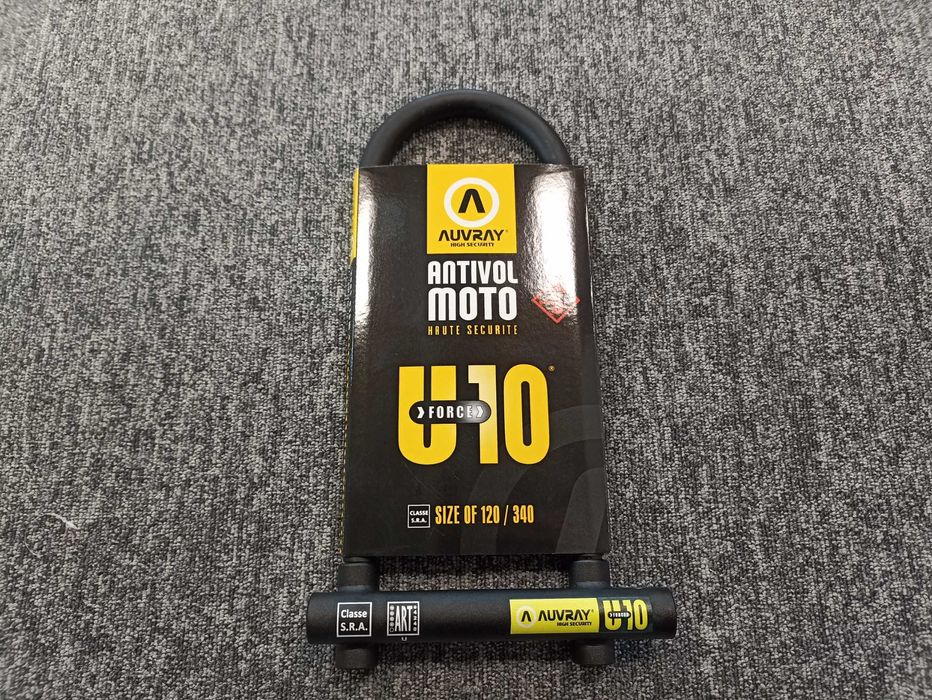 AUVRAY®
HIGH SECURITY
ANTIVOL
MOTO
HAUTE SECURITE
U10®
FORCE
CLASSE
S.R.A.
SIZE OF 120 / 340
Classe
S.R.A.
ART
AUVRAY®
HIGH SECURITY
U10
FORCE